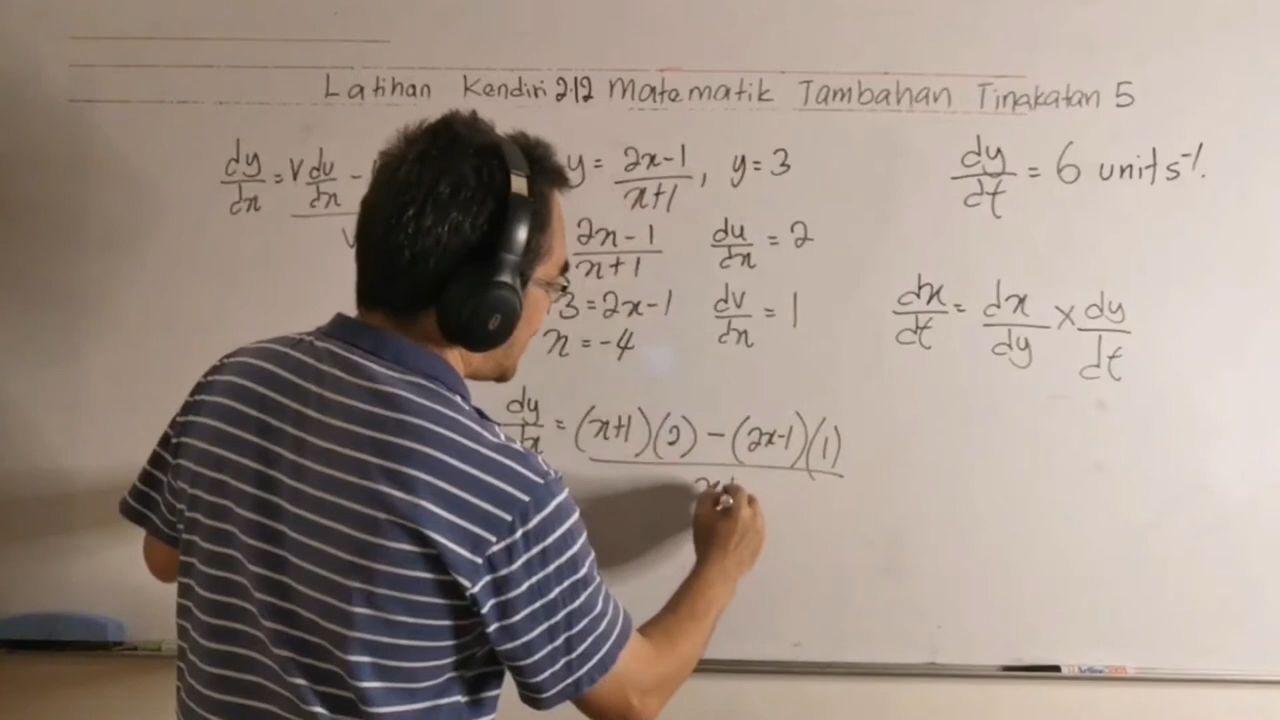 Latihan Kendiri 2.12 Matematik Tambahan Tingkatan 5
dy/dx = v du/dx -
y = 2x-1/x+1, y=3
dy/dt = 6 units⁻¹.
2x-1/x+1
du/dx = 2
3=2x-1
dv/dx = 1
x = -4
dx/dt = dx/dy × dy/dt
dy/dx = (x+1)(2) - (2x-1)(1)